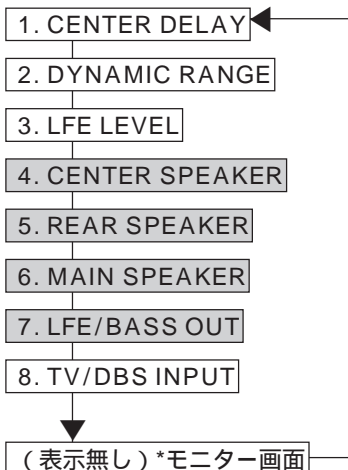 1. CENTER DELAY
2. DYNAMIC RANGE
3. LFE LEVEL
4. CENTER SPEAKER
5. REAR SPEAKER
6. MAIN SPEAKER
7. LFE/BASS OUT
8. TV/DBS INPUT
（表示無し）*モニター画面